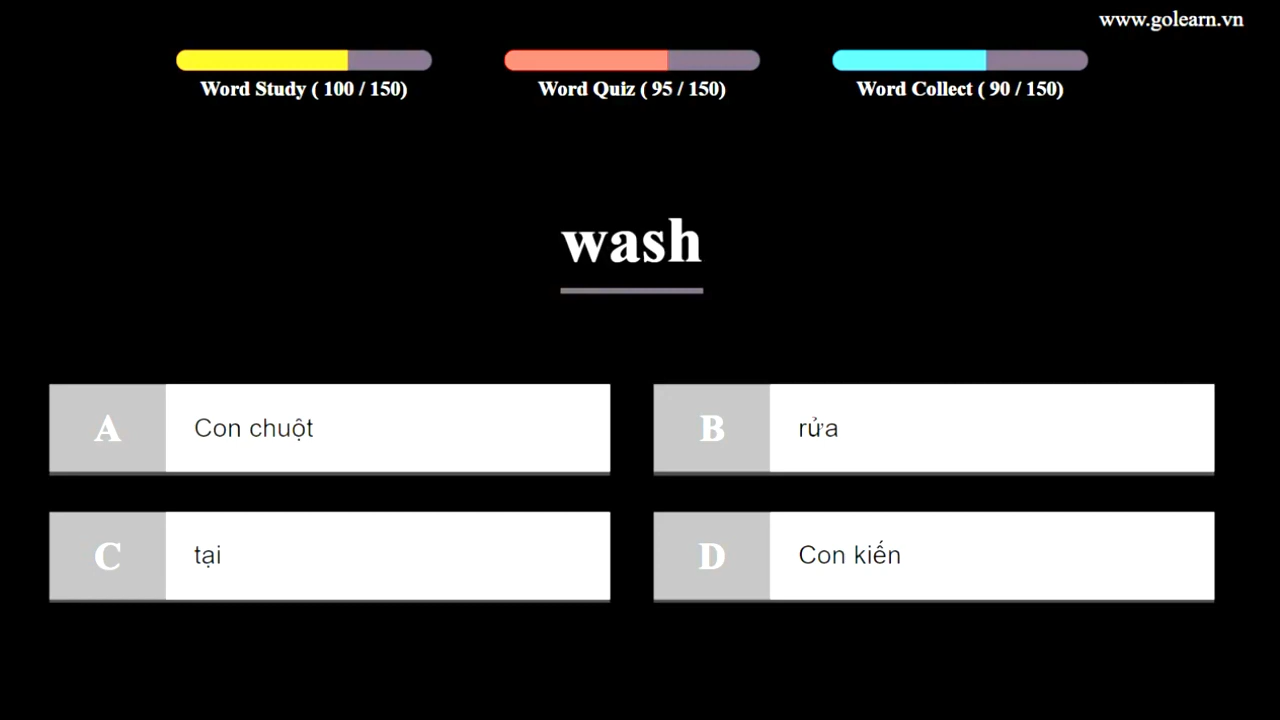 www.golearn.vn
Word Study ( 100 / 150)
Word Quiz ( 95 / 150)
Word Collect ( 90 / 150)
wash
A Con chuột
B rửa
C tại
D Con kiến